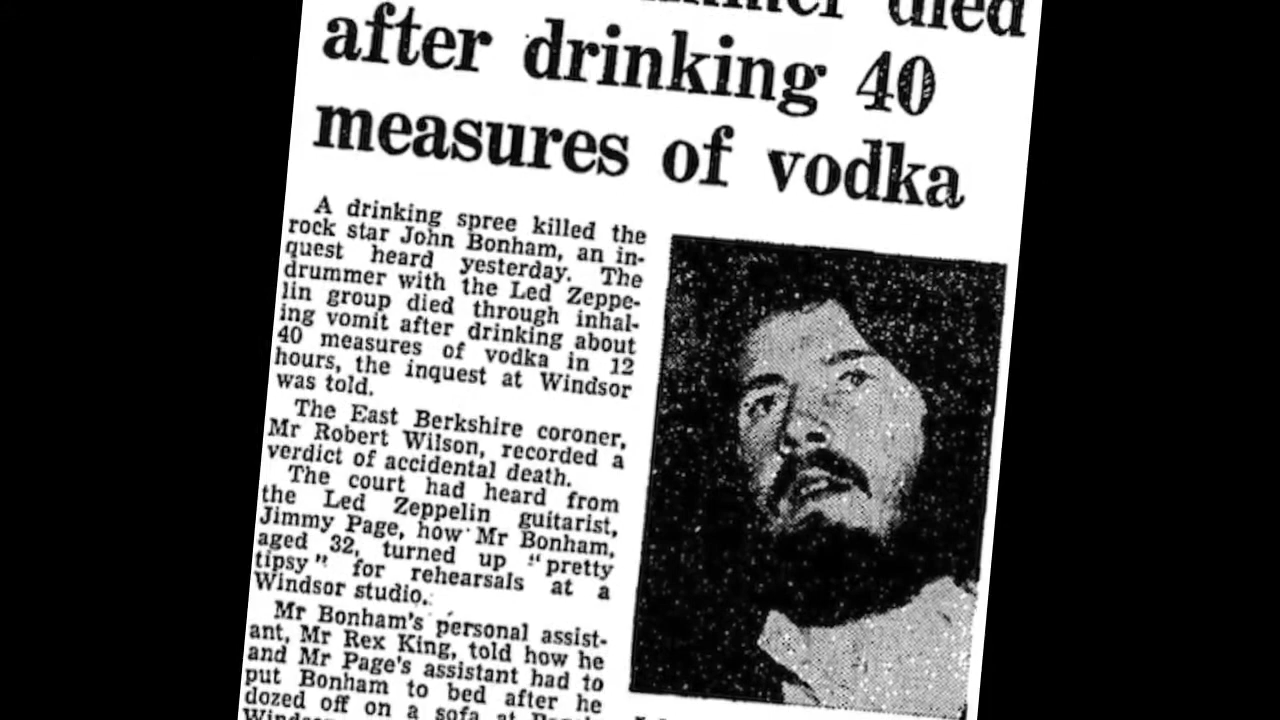 died
after drinking 40
measures of vodka
A drinking spree killed the
rock star John Bonham, an in-
quest heard yesterday. The
drummer with the Led Zeppe-
lin group died through inhal-
ing vomit after drinking about
40 measures of vodka in 12
hours, the inquest at Windsor
was told.
The East Berkshire coroner,
Mr Robert Wilson, recorded a
verdict of accidental death.
The court had heard from
the Led Zeppelin guitarist,
Jimmy Page, how Mr Bonham,
aged 32, turned up "pretty
tipsy" for rehearsals at a
Windsor studio.
Mr Bonham's personal assist-
ant, Mr Rex King, told how he
and Mr Page's assistant had to
put Bonham to bed after he
dozed off on a sofa at